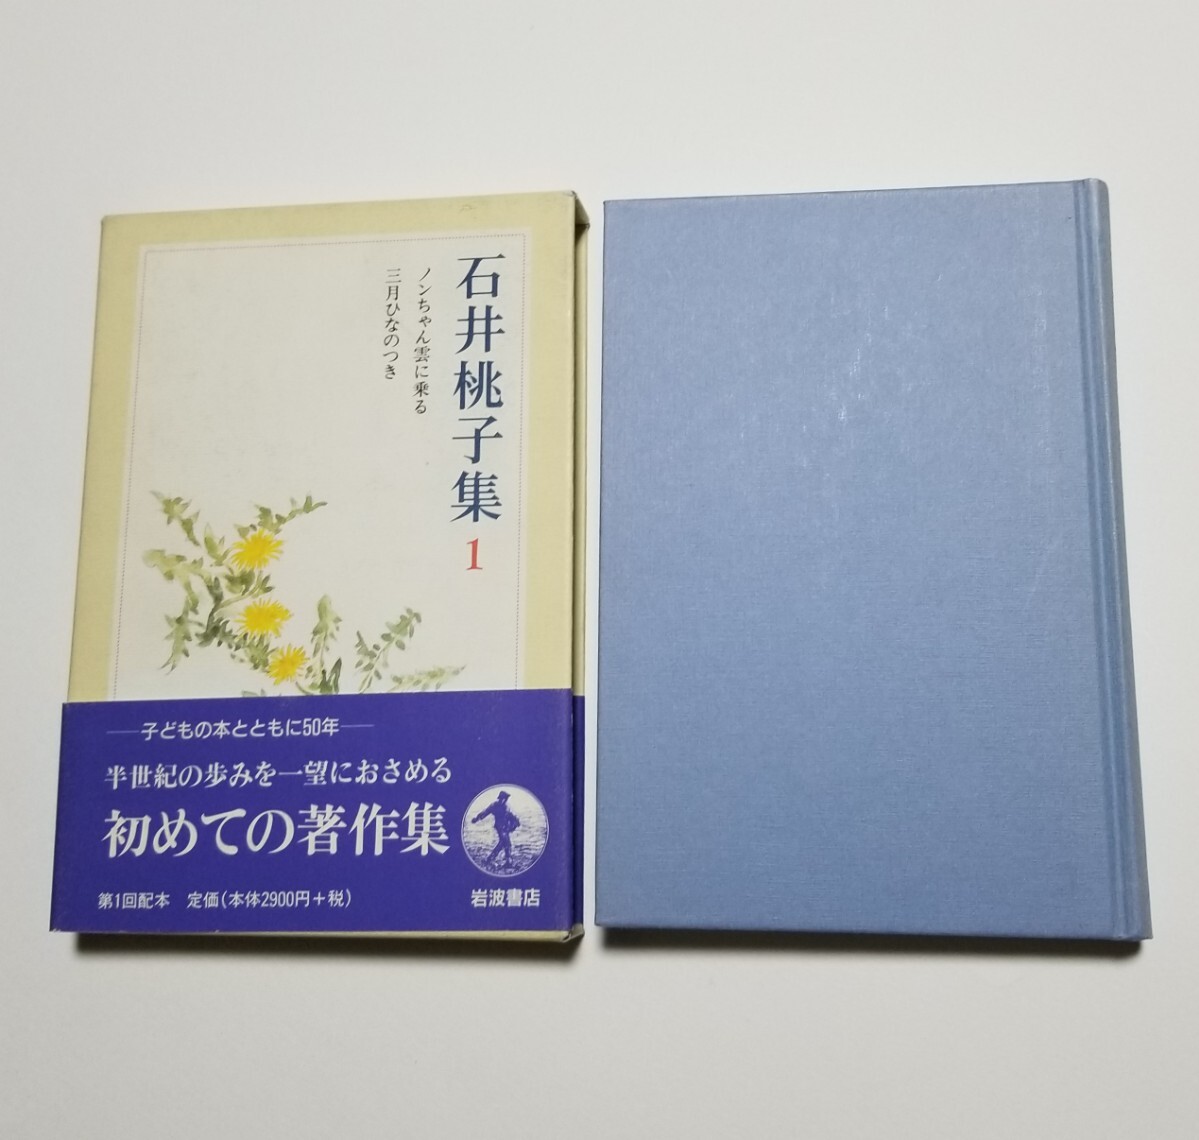 石井桃子集1
ノンちゃん雲に乗る
三月ひなのつき
子どもの本とともに50年
半世紀の歩みを一望におさめる
初めての著作集
第1回配本 定価(本体2900円+税)
岩波書店